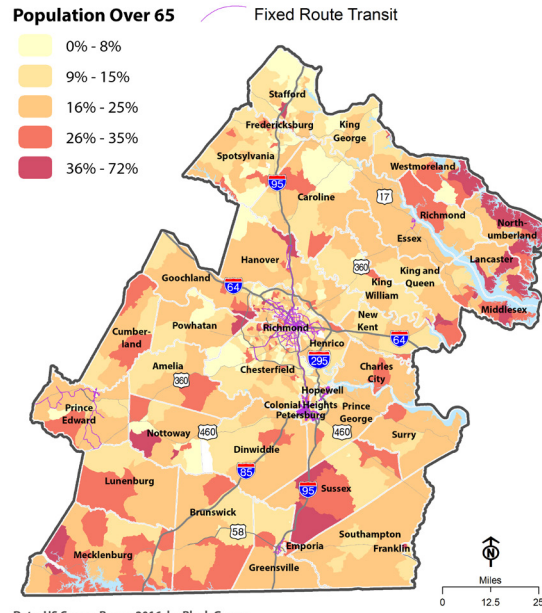 Population Over 65
Fixed Route Transit
0% - 8%
9% - 15%
16% - 25%
26% - 35%
36% - 72%
Stafford
Fredericksburg
King
George
Spotsylvania
Westmoreland
95
Caroline
17
Richmond
North-
umberland
Essex
Hanover
Lancaster
360
Goochland
King and
Queen
64
King
William
Middlesex
New
Kent
Powhatan
Richmond
Cumber-
land
Henrico
64
295
Amelia
Chesterfield
Charles
City
360
Hopewell
Prince
Edward
Colonial Heights
Petersburg
Prince
George
Nottoway
460
460
Surry
Dinwiddie
85
Lunenburg
95
Sussex
Brunswick
58
Southampton
Emporia
Franklin
Mecklenburg
Greensville
N
Miles
0 12.5 25